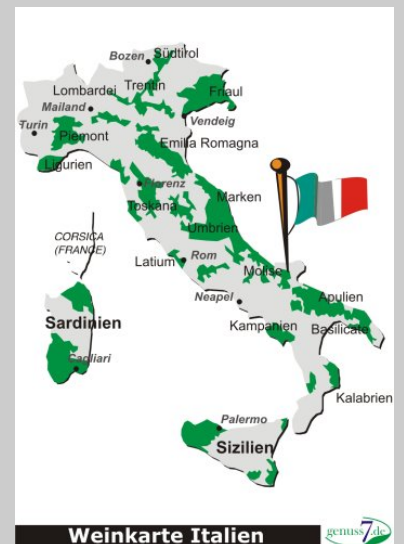 Bozen
Südtirol
Lombardei
Trentin
Friaul
Mailand
Vendeig
Turin
Piemont
Emilia Romagna
Ligurien
Florenz
Toskana
Marken
Umbrien
CORSICA
(FRANCE)
Latium
Rom
Molise
Neapel
Apulien
Sardinien
Kampanien
Basilicate
Cagliari
Kalabrien
Palermo
Sizilien
Weinkarte Italien
genuss7.de